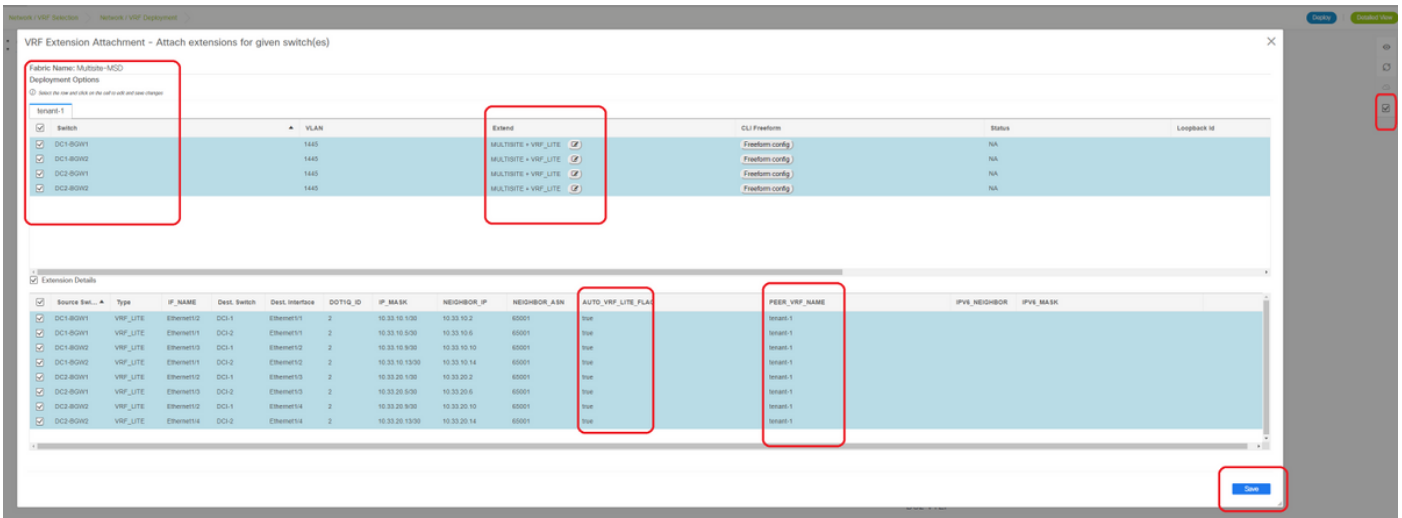 Network / VRF Selection > Network / VRF Deployment >
Deploy
Detailed View
VRF Extension Attachment - Attach extensions for given switch(es)
Fabric Name: Multisite-MSD
Deployment Options
Select the row and click on the cell to edit and save changes
tenant-1
Switch VLAN Extend CLI Freeform Status Loopback Id
DC1-BGW1 1445 MULTISITE + VRF_LITE Freeform config NA
DC1-BGW2 1445 MULTISITE + VRF_LITE Freeform config NA
DC2-BGW1 1445 MULTISITE + VRF_LITE Freeform config NA
DC2-BGW2 1445 MULTISITE + VRF_LITE Freeform config NA
Extension Details
Source Swi... Type IF_NAME Dest. Switch Dest. Interface DOT1Q_ID IP_MASK NEIGHBOR_IP NEIGHBOR_ASN AUTO_VRF_LITE_FLAG PEER_VRF_NAME IPV6_NEIGHBOR IPV6_MASK
DC1-BGW1 VRF_LITE Ethernet1/2 DCI-1 Ethernet1/1 2 10.33.10.1/30 10.33.10.2 65001 true tenant-1
DC1-BGW1 VRF_LITE Ethernet1/1 DCI-2 Ethernet1/1 2 10.33.10.5/30 10.33.10.6 65001 true tenant-1
DC1-BGW2 VRF_LITE Ethernet1/3 DCI-1 Ethernet1/2 2 10.33.10.9/30 10.33.10.10 65001 true tenant-1
DC1-BGW2 VRF_LITE Ethernet1/1 DCI-2 Ethernet1/2 2 10.33.10.13/30 10.33.10.14 65001 true tenant-1
DC2-BGW1 VRF_LITE Ethernet1/2 DCI-1 Ethernet1/3 2 10.33.20.1/30 10.33.20.2 65001 true tenant-1
DC2-BGW1 VRF_LITE Ethernet1/3 DCI-2 Ethernet1/3 2 10.33.20.5/30 10.33.20.6 65001 true tenant-1
DC2-BGW2 VRF_LITE Ethernet1/2 DCI-1 Ethernet1/4 2 10.33.20.9/30 10.33.20.10 65001 true tenant-1
DC2-BGW2 VRF_LITE Ethernet1/4 DCI-2 Ethernet1/4 2 10.33.20.13/30 10.33.20.14 65001 true tenant-1
Save